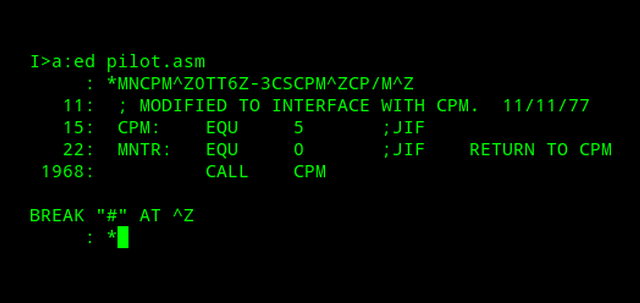 I>a:ed pilot.asm
: *MNCPM^Z0TT6Z-3CSCPM^ZCP/M^Z
11: ; MODIFIED TO INTERFACE WITH CPM. 11/11/77
15: CPM: EQU 5 ;JIF
22: MNTR: EQU 0 ;JIF RETURN TO CPM
1968: CALL CPM
BREAK "#" AT ^Z
: *